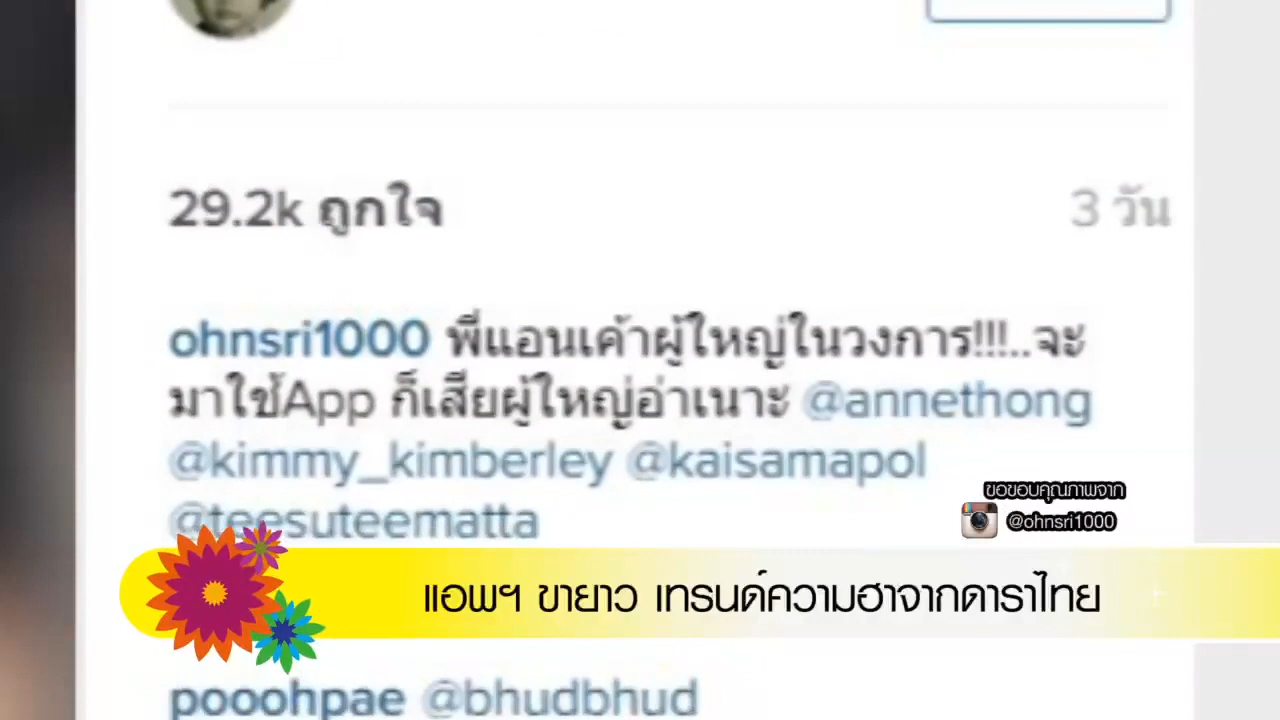 29.2k ถูกใจ
3 วัน
ohnsri1000 พี่แอนเค้าผู้ใหญ่ในวงการ!!!..จะ
มาใช้App ก็เสียผู้ใหญ่อ่าเนาะ @annethong
@kimmy_kimberley @kaisamapol
@teesuteematta
ขอขอบคุณภาพจาก
@ohnsri1000
แอพฯ ขายาว เทรนด์ความฮาจากดาราไทย
pooohpae @bhudbhud